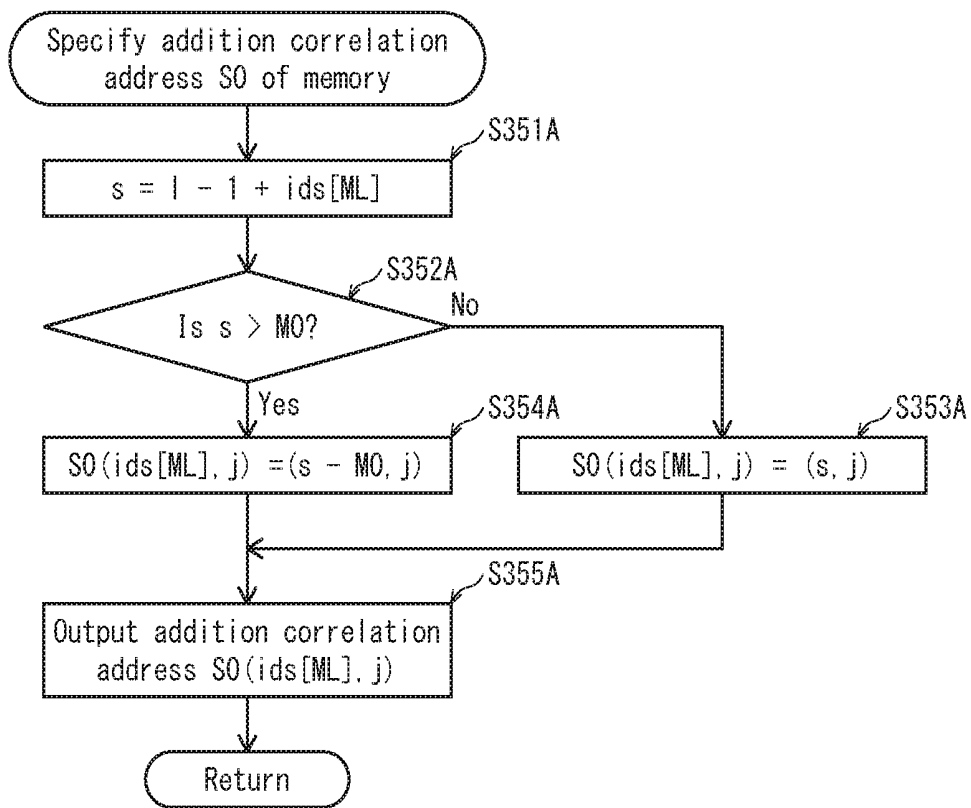 Specify addition correlation
address SO of memory
S351A
s = I - 1 + ids[ML]
S352A
Is s > MO?
No
Yes
S354A
S353A
SO(ids[ML], j) =(s - MO, j)
SO(ids[ML], j) = (s, j)
S355A
Output addition correlation
address SO(ids[ML], j)
Return